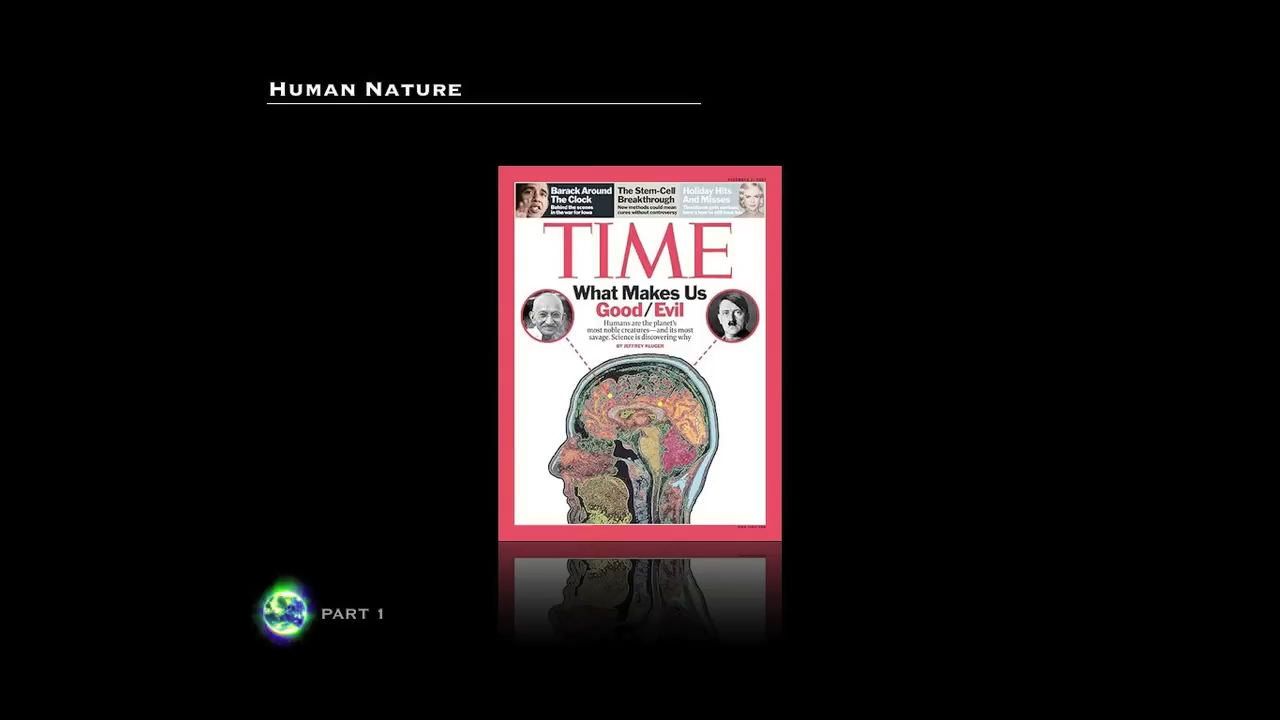 HUMAN NATURE
Barack Around
The Clock
Behind the scenes
in the war for Iowa
The Stem-Cell
Breakthrough
New methods could mean
cures without controversy
Holiday Hits
And Misses
TIME
What Makes Us
Good/Evil
Humans are the planet's
most noble creatures—and its most
savage. Science is discovering why
BY JEFFREY KLUGER
PART 1